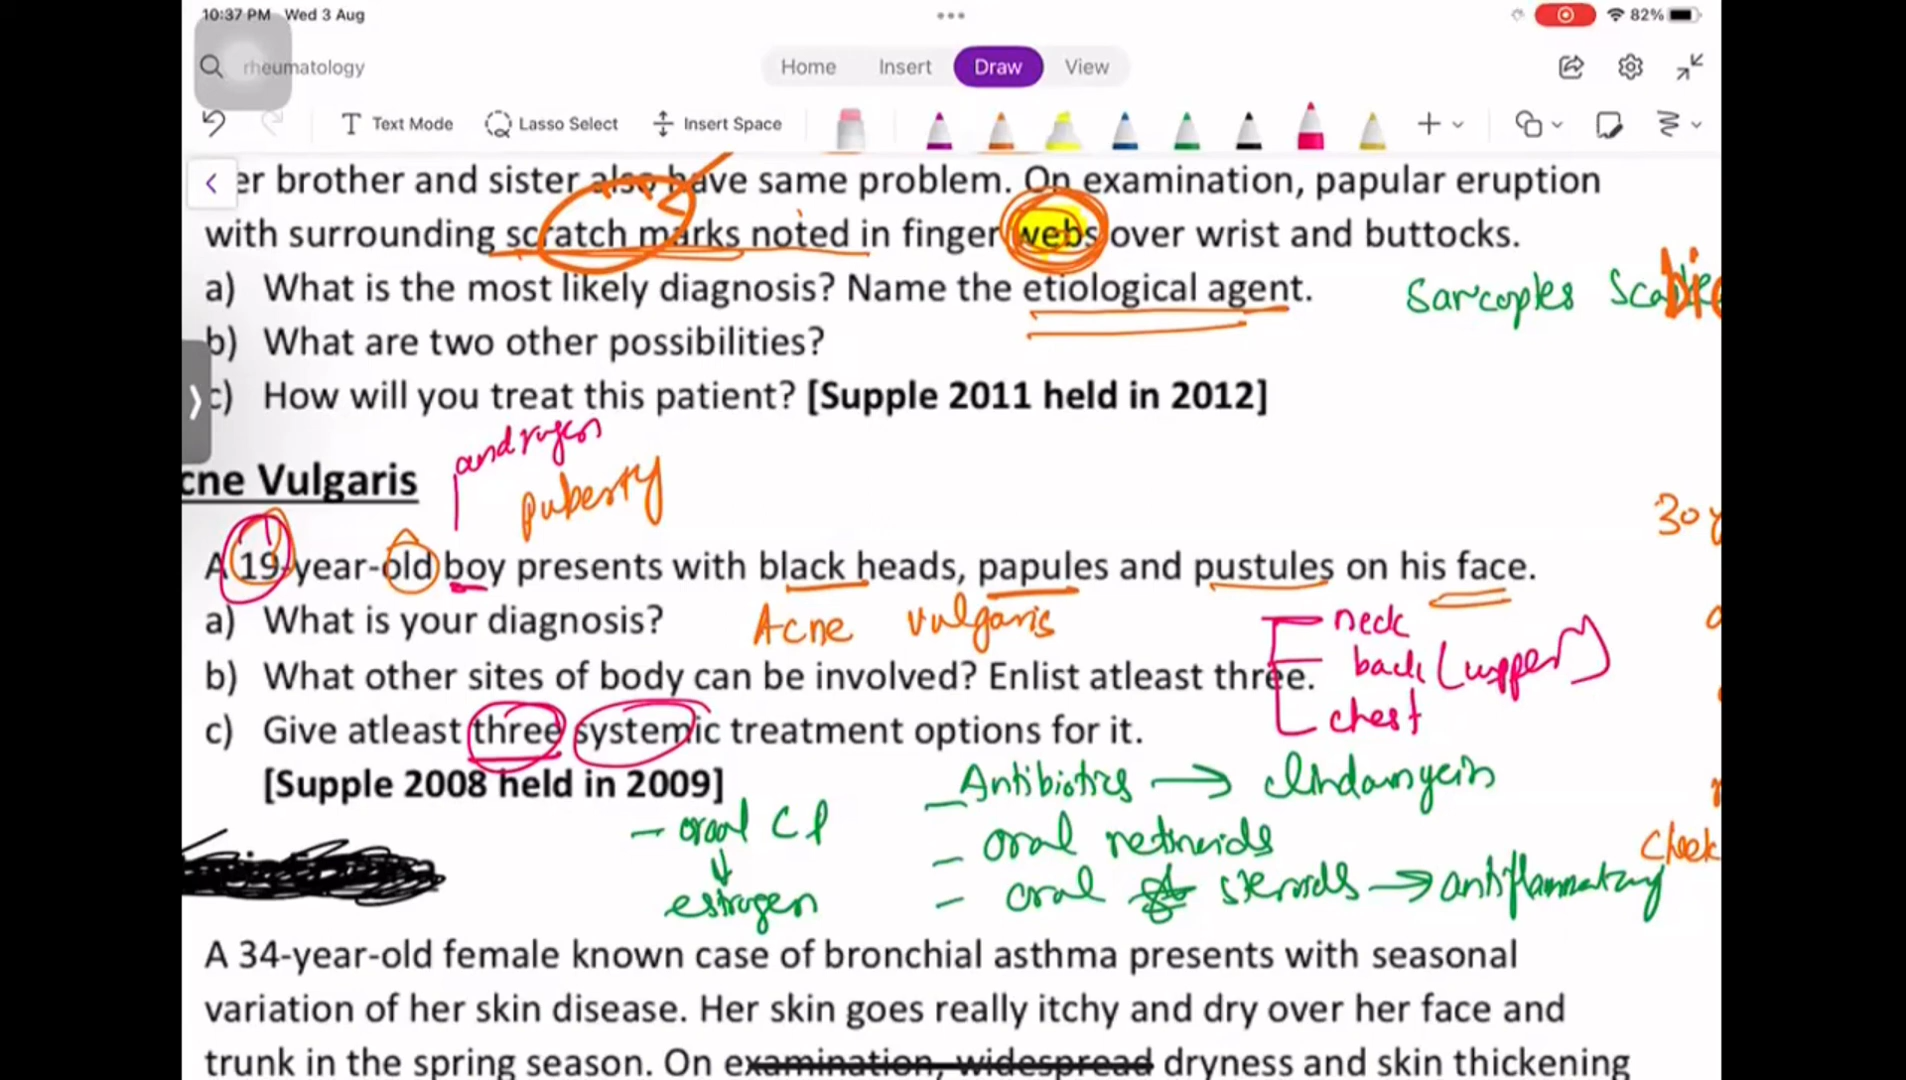 10:37 PM Wed 3 Aug
82%
rheumatology
Home Insert Draw View
Text Mode Lasso Select Insert Space
er brother and sister also have same problem. On examination, papular eruption
with surrounding scratch marks noted in finger webs over wrist and buttocks.
a) What is the most likely diagnosis? Name the etiological agent.
Sarcoptes
b) What are two other possibilities?
c) How will you treat this patient? [Supple 2011 held in 2012]
androgen
cne Vulgaris
puberty
30 y
A 19-year-old boy presents with black heads, papules and pustules on his face.
a) What is your diagnosis? Acne vulgaris
neck
b) What other sites of body can be involved? Enlist atleast three.
back (upper)
c) Give atleast three systemic treatment options for it.
chest
[Supple 2008 held in 2009]
– Antibiotics → clindamycin
– oral CP
– oral retinoids
Cheek
estrogen
– oral steroids → antiflammatory
A 34-year-old female known case of bronchial asthma presents with seasonal
variation of her skin disease. Her skin goes really itchy and dry over her face and
trunk in the spring season. On examination, widespread dryness and skin thickening